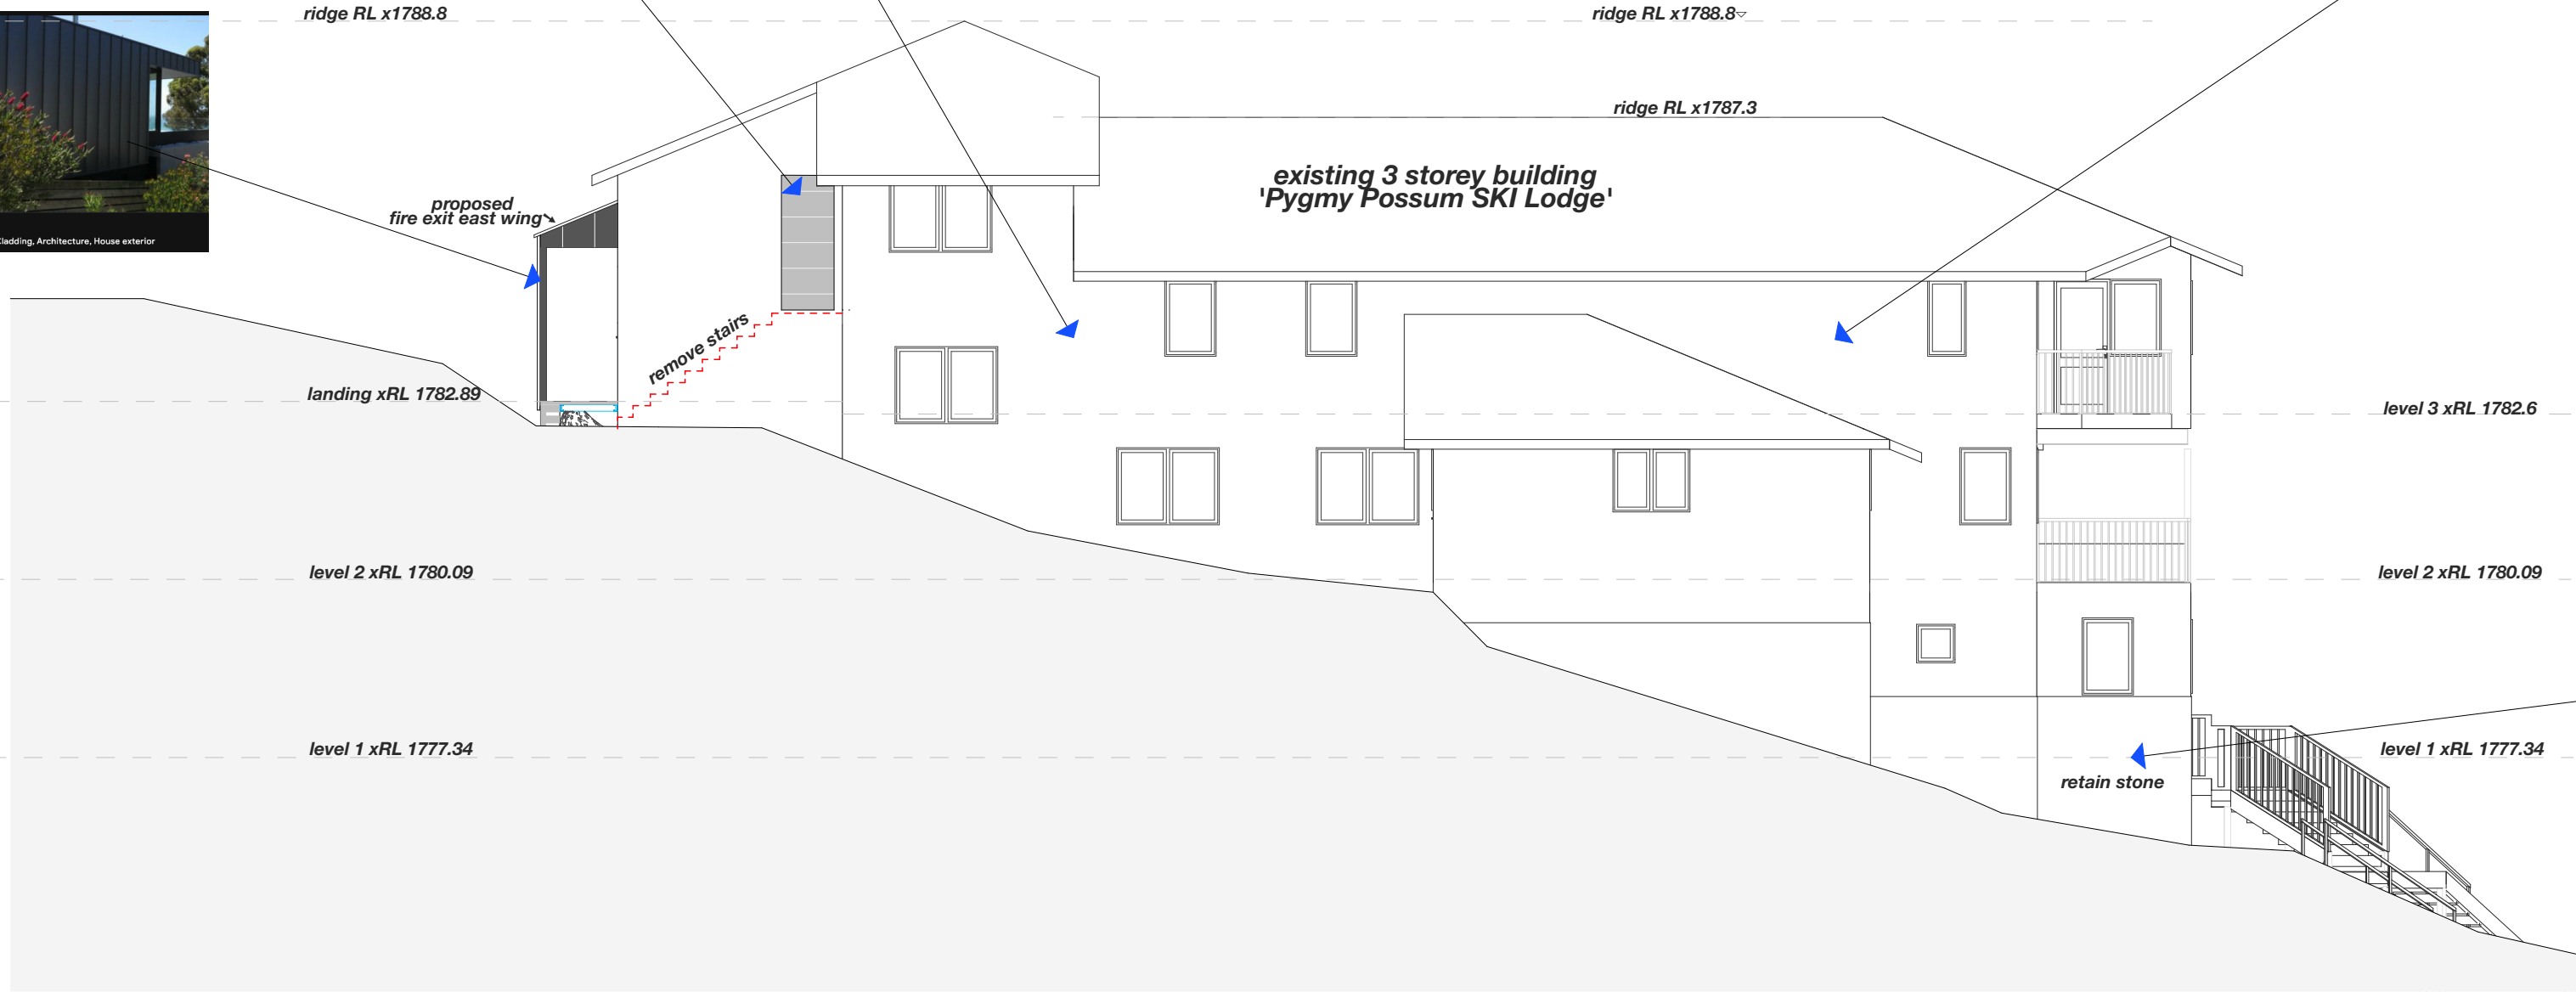 ridge RL x1788.8
ridge RL x1788.8
ridge RL x1787.3
existing 3 storey building
'Pygmy Possum SKI Lodge'
proposed
fire exit east wing
Cladding, Architecture, House exterior
remove stairs
landing xRL 1782.89
level 3 xRL 1782.6
level 2 xRL 1780.09
level 2 xRL 1780.09
level 1 xRL 1777.34
level 1 xRL 1777.34
retain stone